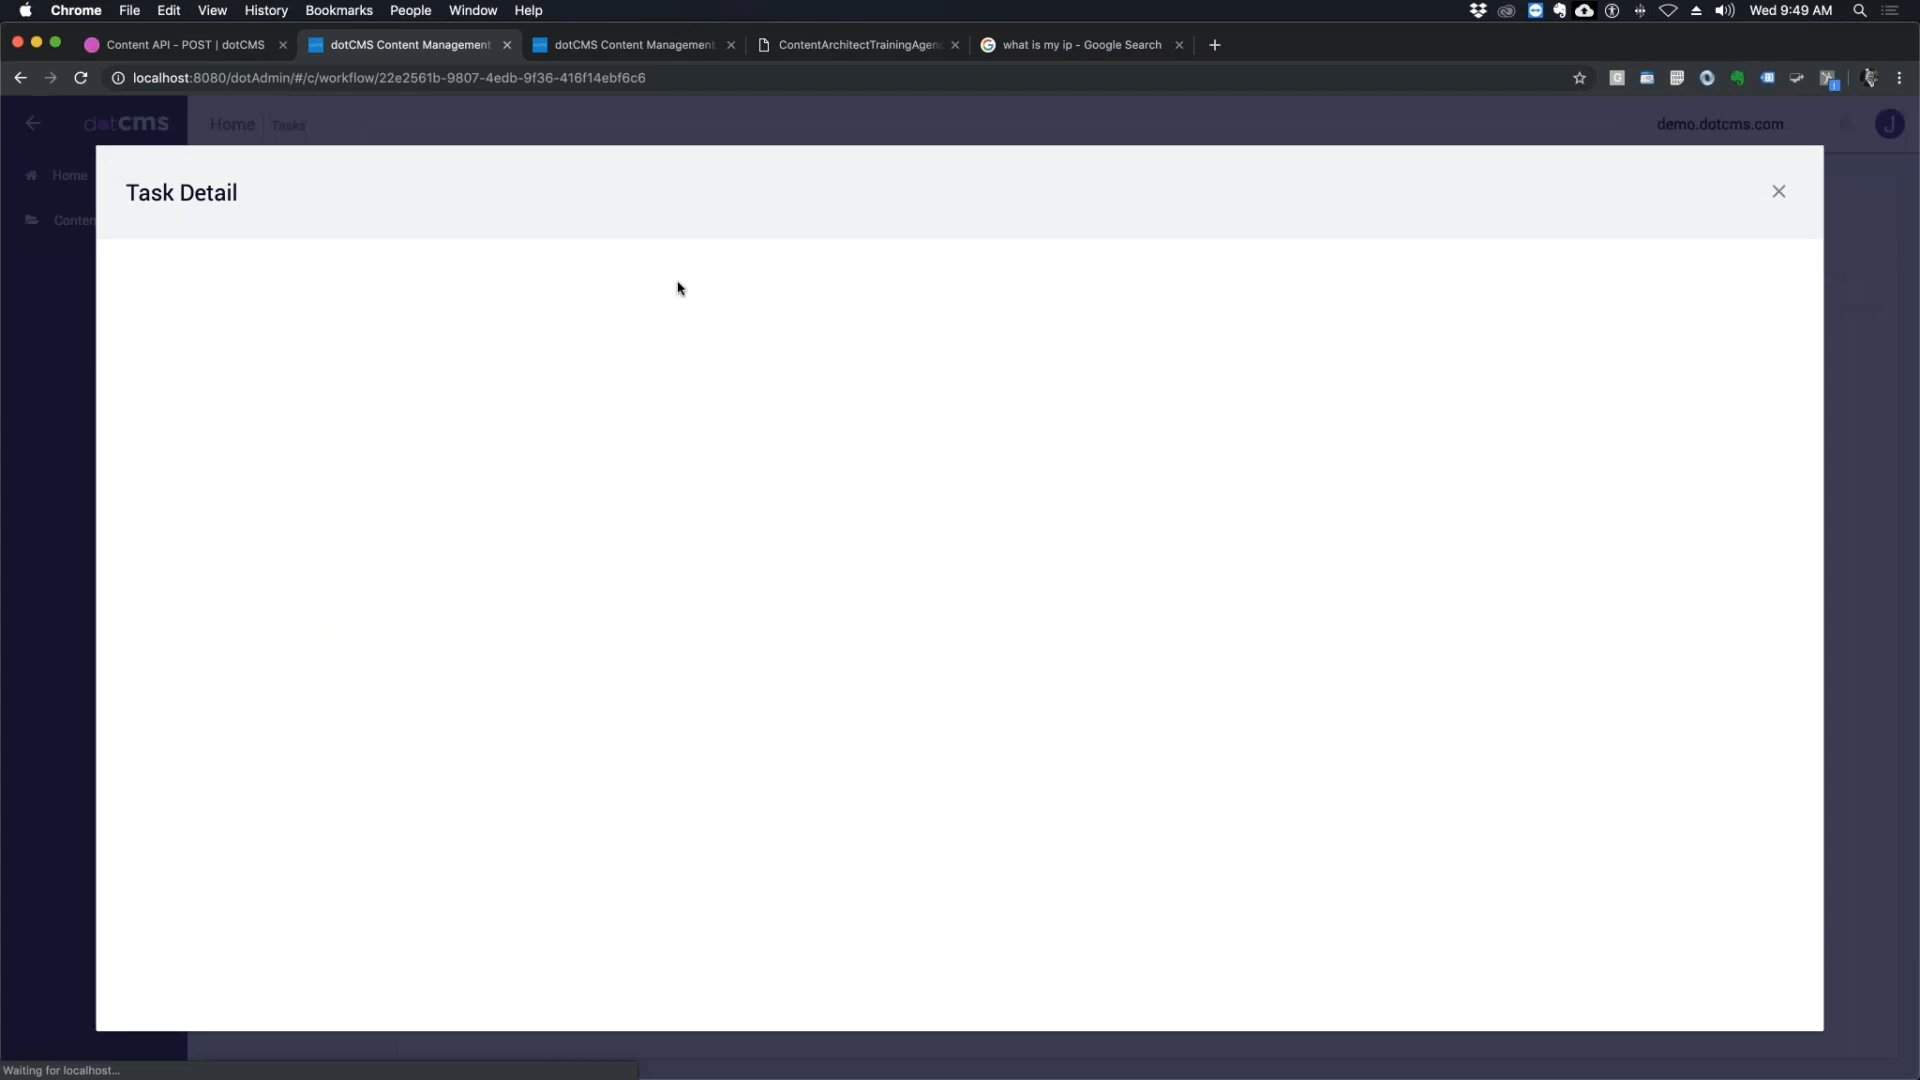 Chrome File Edit View History Bookmarks People Window Help Wed 9:49 AM
Content API - POST | dotCMS dotCMS Content Management dotCMS Content Management ContentArchitectTrainingAgen what is my ip - Google Search
localhost:8080/dotAdmin/#/c/workflow/22e2561b-9807-4edb-9f36-416f14ebf6c6
dotCMS Home Tasks demo.dotcms.com J
Home
Task Detail
Conten
Waiting for localhost...